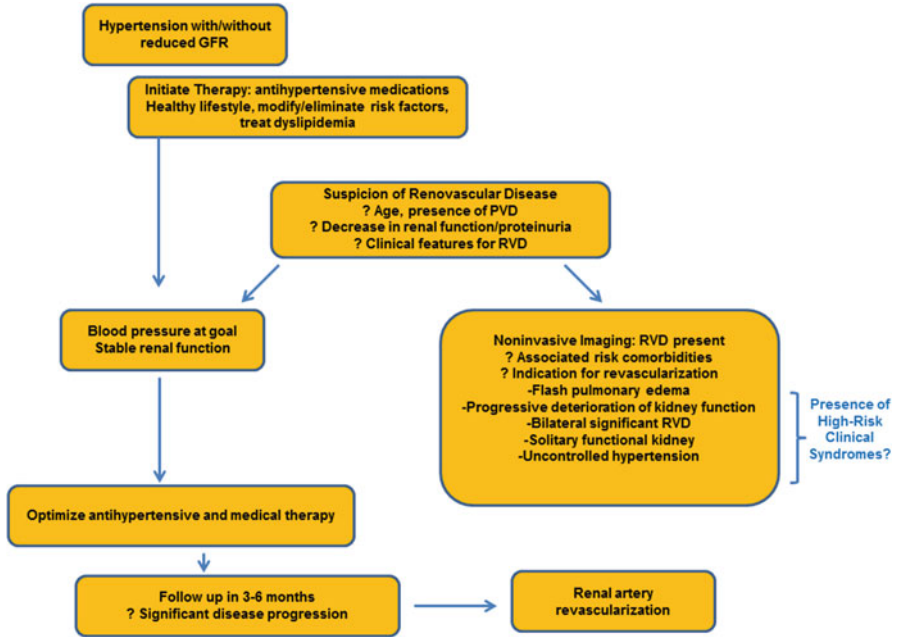 Hypertension with/without
reduced GFR
Initiate Therapy: antihypertensive medications
Healthy lifestyle, modify/eliminate risk factors,
treat dyslipidemia
Suspicion of Renovascular Disease
? Age, presence of PVD
? Decrease in renal function/proteinuria
? Clinical features for RVD
Blood pressure at goal
Stable renal function
Noninvasive Imaging: RVD present
? Associated risk comorbidities
? Indication for revascularization
-Flash pulmonary edema
-Progressive deterioration of kidney function
-Bilateral significant RVD
-Solitary functional kidney
-Uncontrolled hypertension
Presence of
High-Risk
Clinical
Syndromes?
Optimize antihypertensive and medical therapy
Follow up in 3-6 months
? Significant disease progression
Renal artery
revascularization